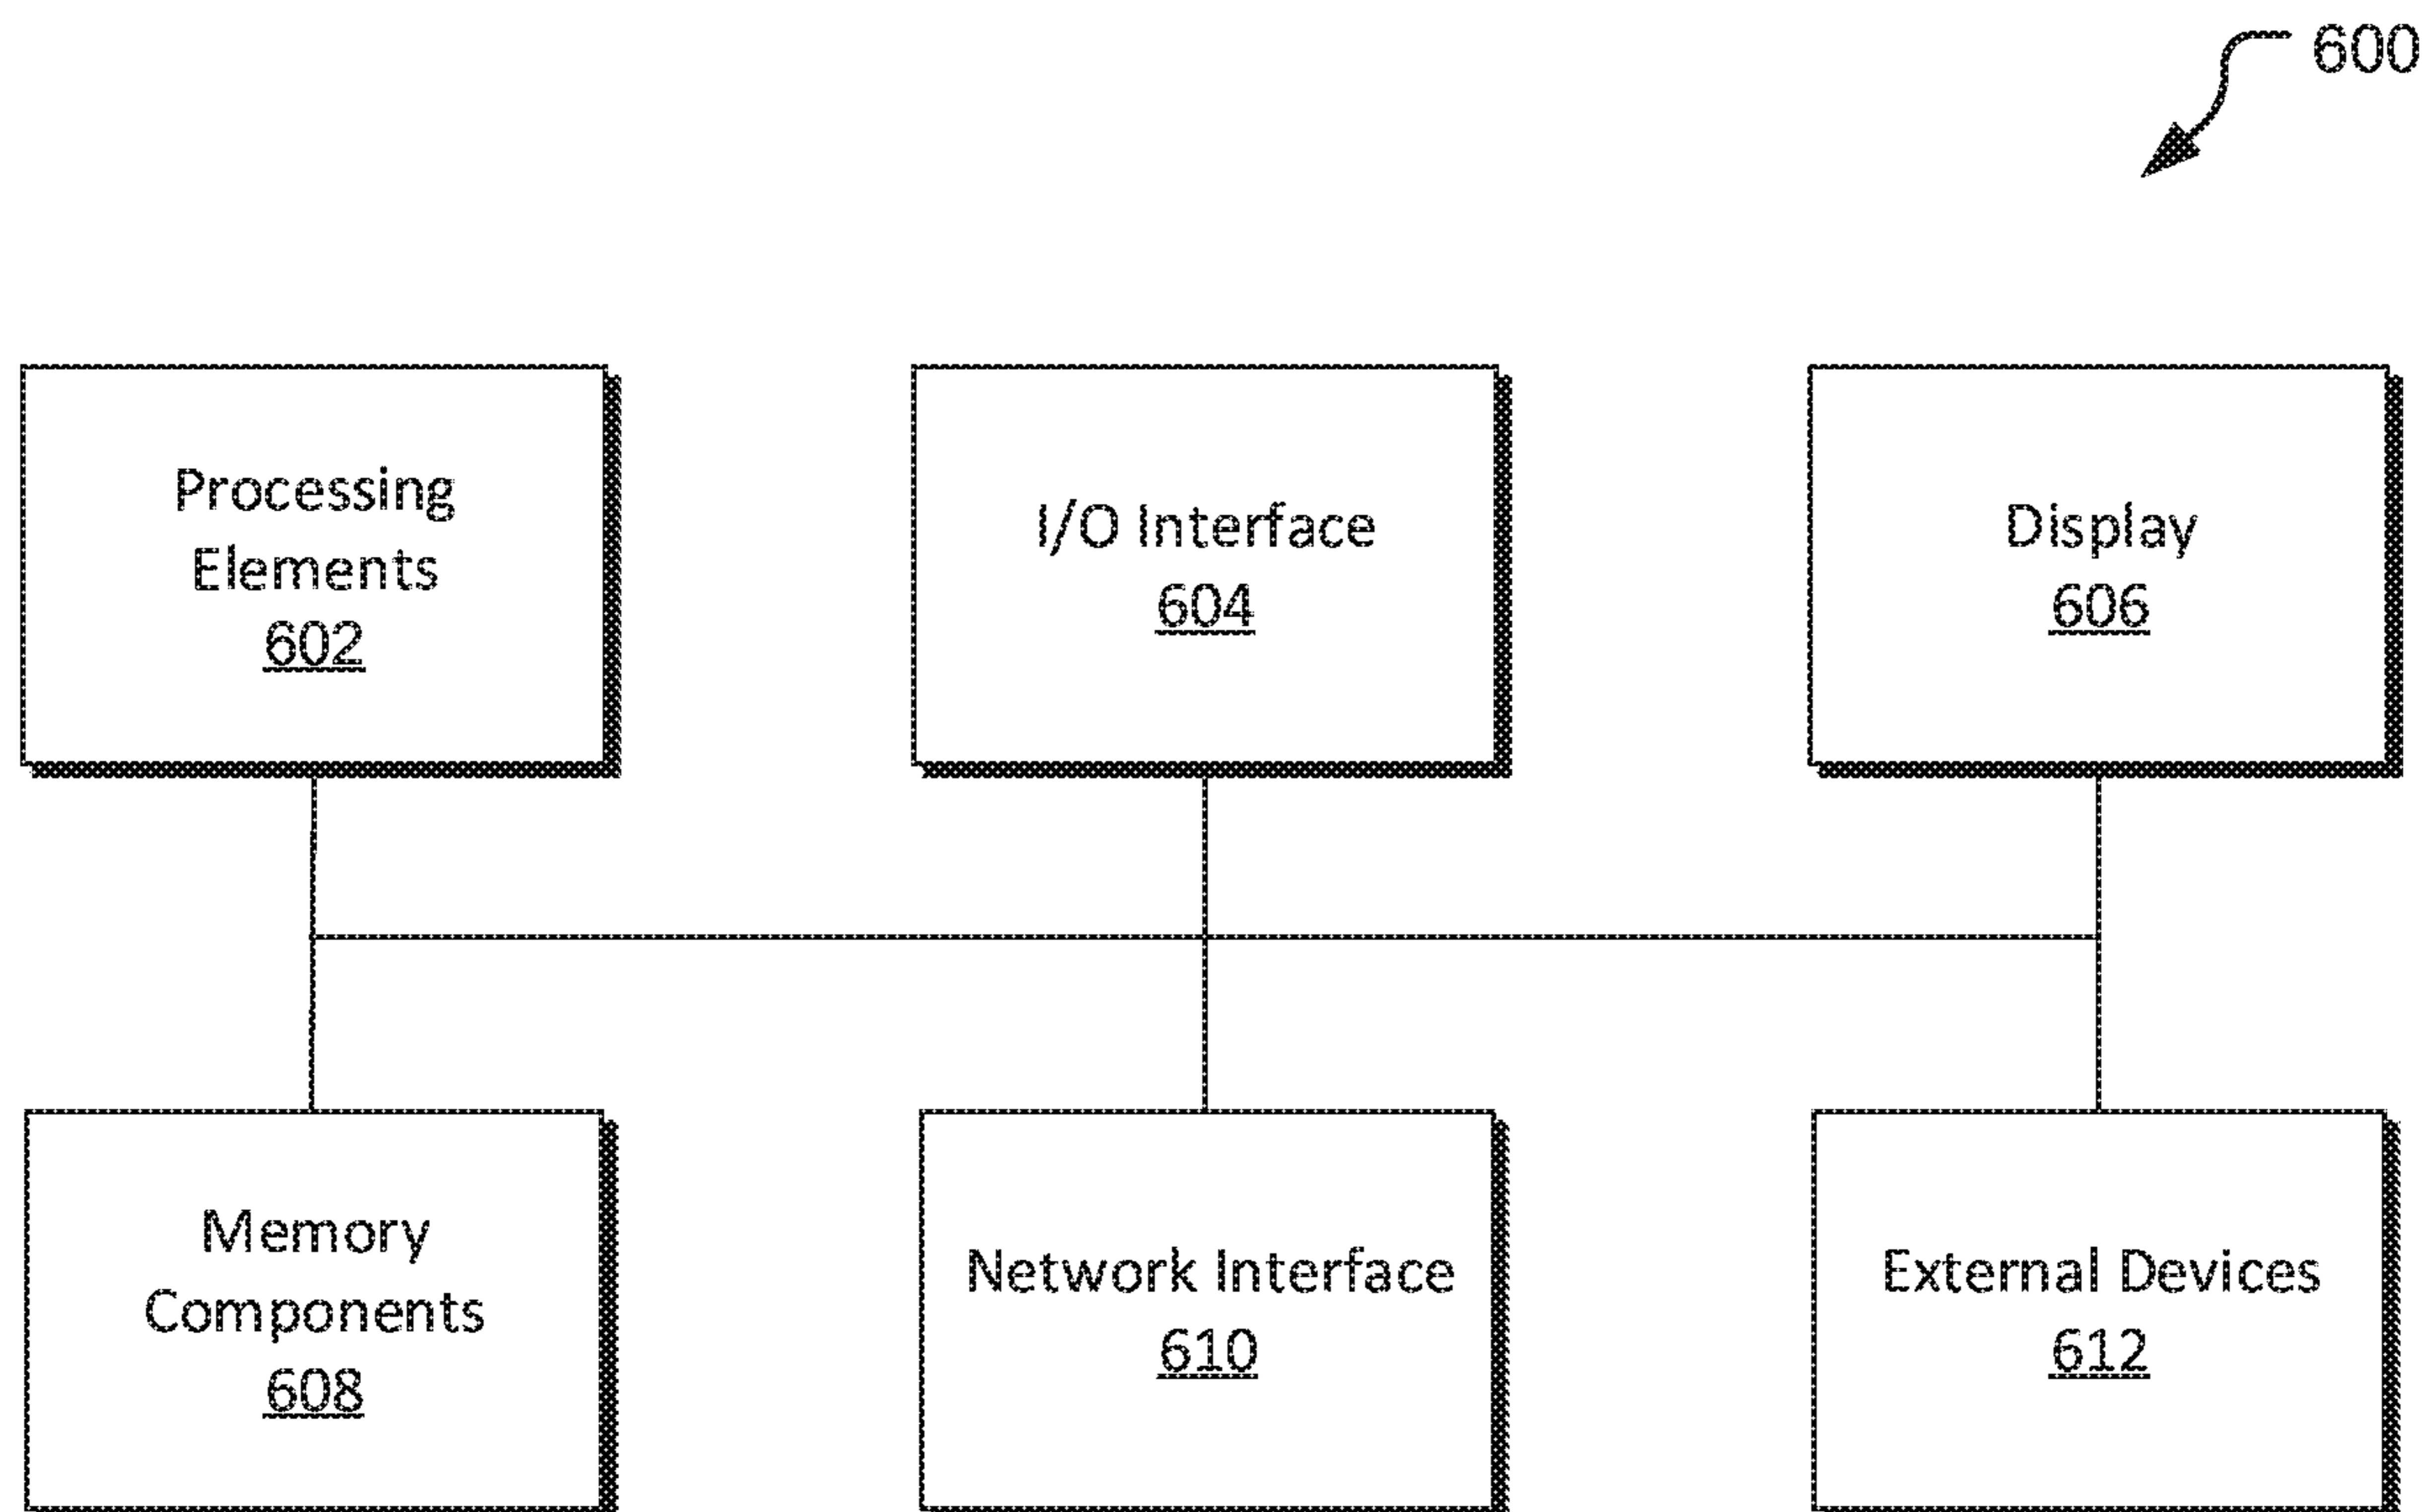 600
Processing
Elements
602
I/O Interface
604
Display
606
Memory
Components
608
Network Interface
610
External Devices
612